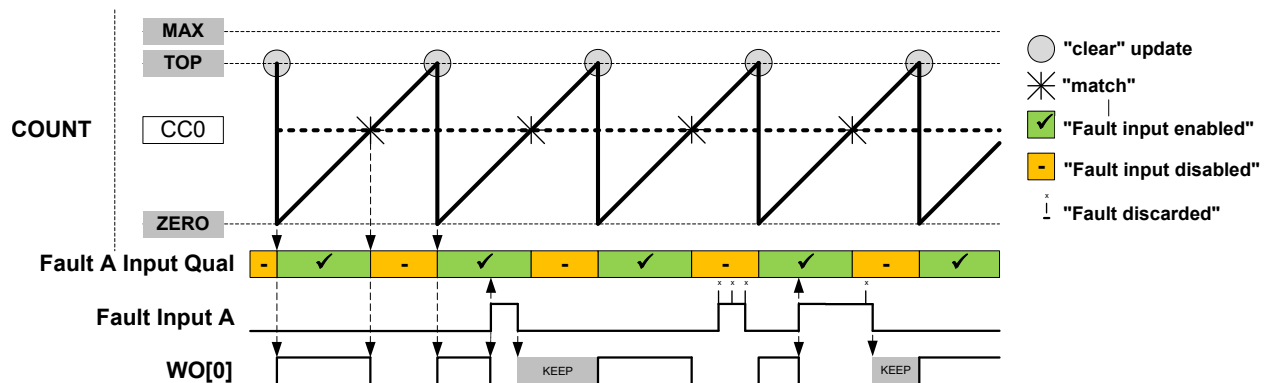 MAX
"clear" update
TOP
"match"
COUNT
CC0
"Fault input enabled"
✓
-
"Fault input disabled"
x
"Fault discarded"
ZERO
Fault A Input Qual
- ✓ - ✓ - ✓ - ✓ - ✓
x x x x
Fault Input A
WO[0]
KEEP KEEP